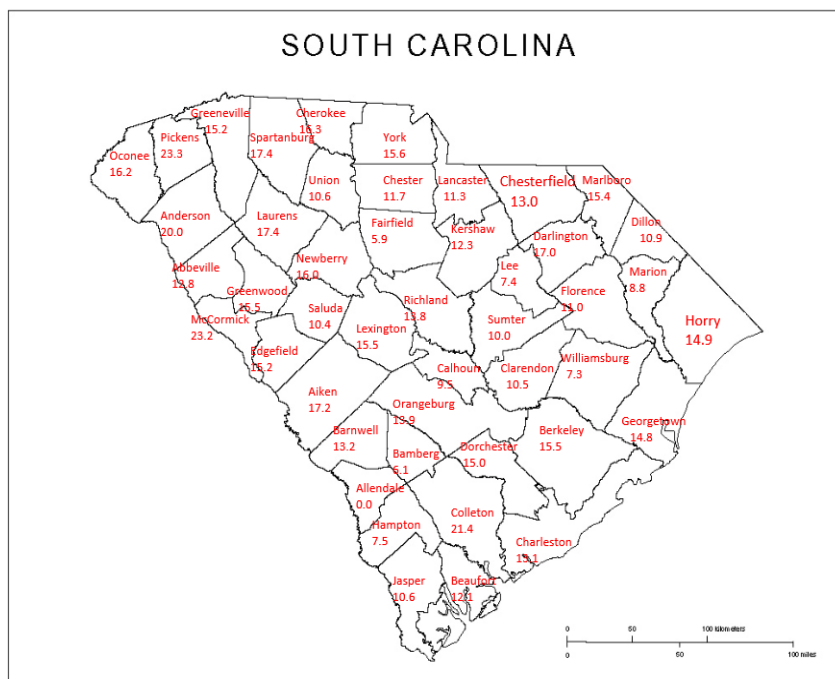 SOUTH CAROLINA
Greeneville
15.2
Cherokee
16.3
Pickens
23.3
Spartanburg
17.4
York
15.6
Oconee
16.2
Union
10.6
Chester
11.7
Lancaster
11.3
Chesterfield
13.0
Marlboro
15.4
Anderson
20.0
Laurens
17.4
Fairfield
5.9
Kershaw
12.3
Darlington
17.0
Dillon
10.9
Abbeville
12.8
Newberry
16.0
Lee
7.4
Marion
8.8
Greenwood
15.5
Richland
13.8
Florence
11.0
McCormick
23.2
Saluda
10.4
Lexington
15.5
Sumter
10.0
Horry
14.9
Edgefield
15.2
Calhoun
9.5
Clarendon
10.5
Williamsburg
7.3
Aiken
17.2
Orangeburg
13.9
Barnwell
13.2
Bamberg
6.1
Dorchester
15.0
Berkeley
15.5
Georgetown
14.8
Allendale
0.0
Hampton
7.5
Colleton
21.4
Charleston
Jasper
10.6
Beaufort
12.1
0 50 100 kilometers
0 50 100 miles